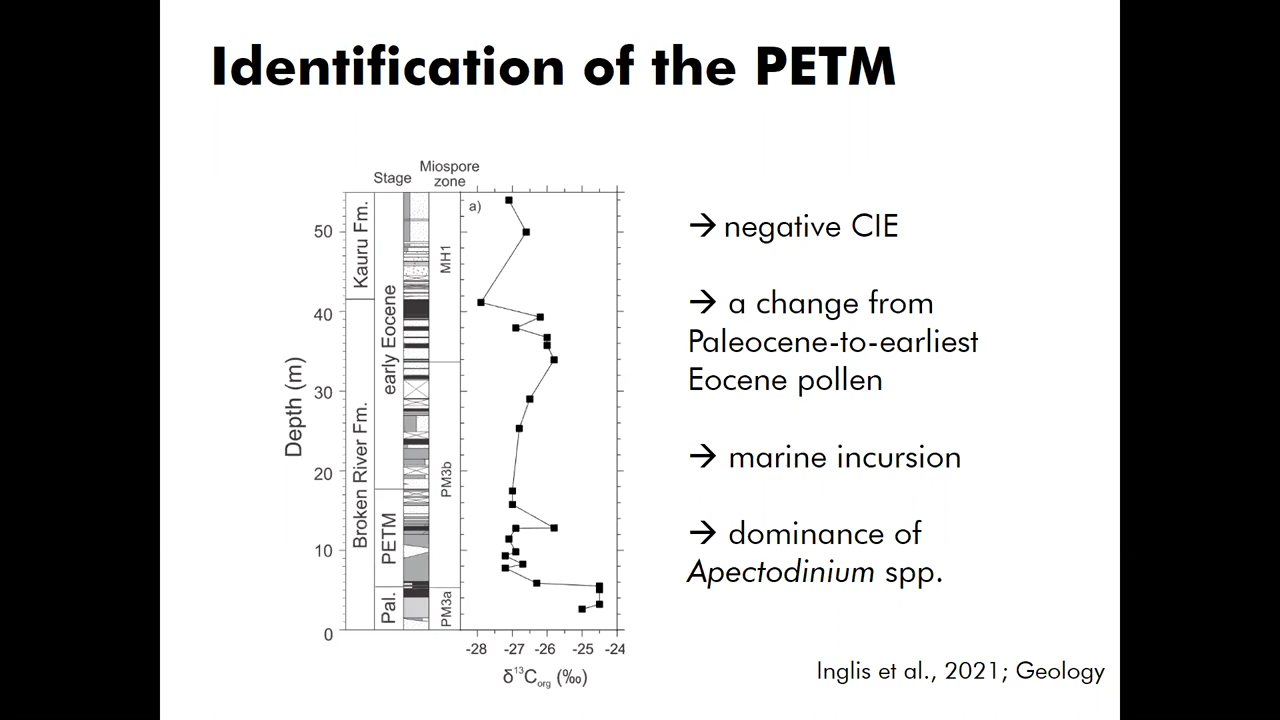 Identification of the PETM
Miospore
Stage zone
a)
50
40
30
20
10
0
Depth (m)
Kauru Fm.
Broken River Fm.
early Eocene
PETM
Pal.
MH1
PM3b
PM3a
-28 -27 -26 -25 -24
δ¹³Corg (‰)
→ negative CIE
→ a change from
Paleocene-to-earliest
Eocene pollen
→ marine incursion
→ dominance of
Apectodinium spp.
Inglis et al., 2021; Geology